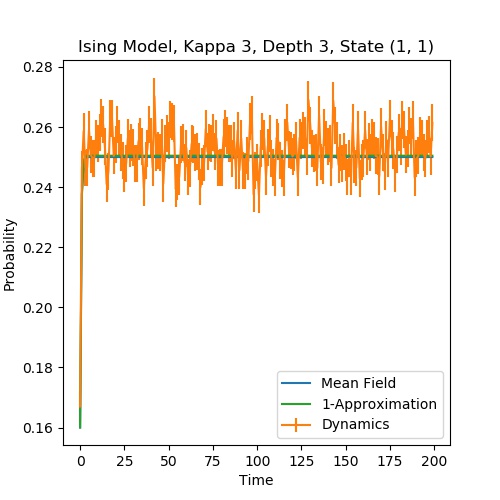 Ising Model, Kappa 3, Depth 3, State (1, 1)
0.28
0.26
0.24
0.22
0.20
0.18
0.16
Probability
Mean Field
1-Approximation
Dynamics
0 25 50 75 100 125 150 175 200
Time